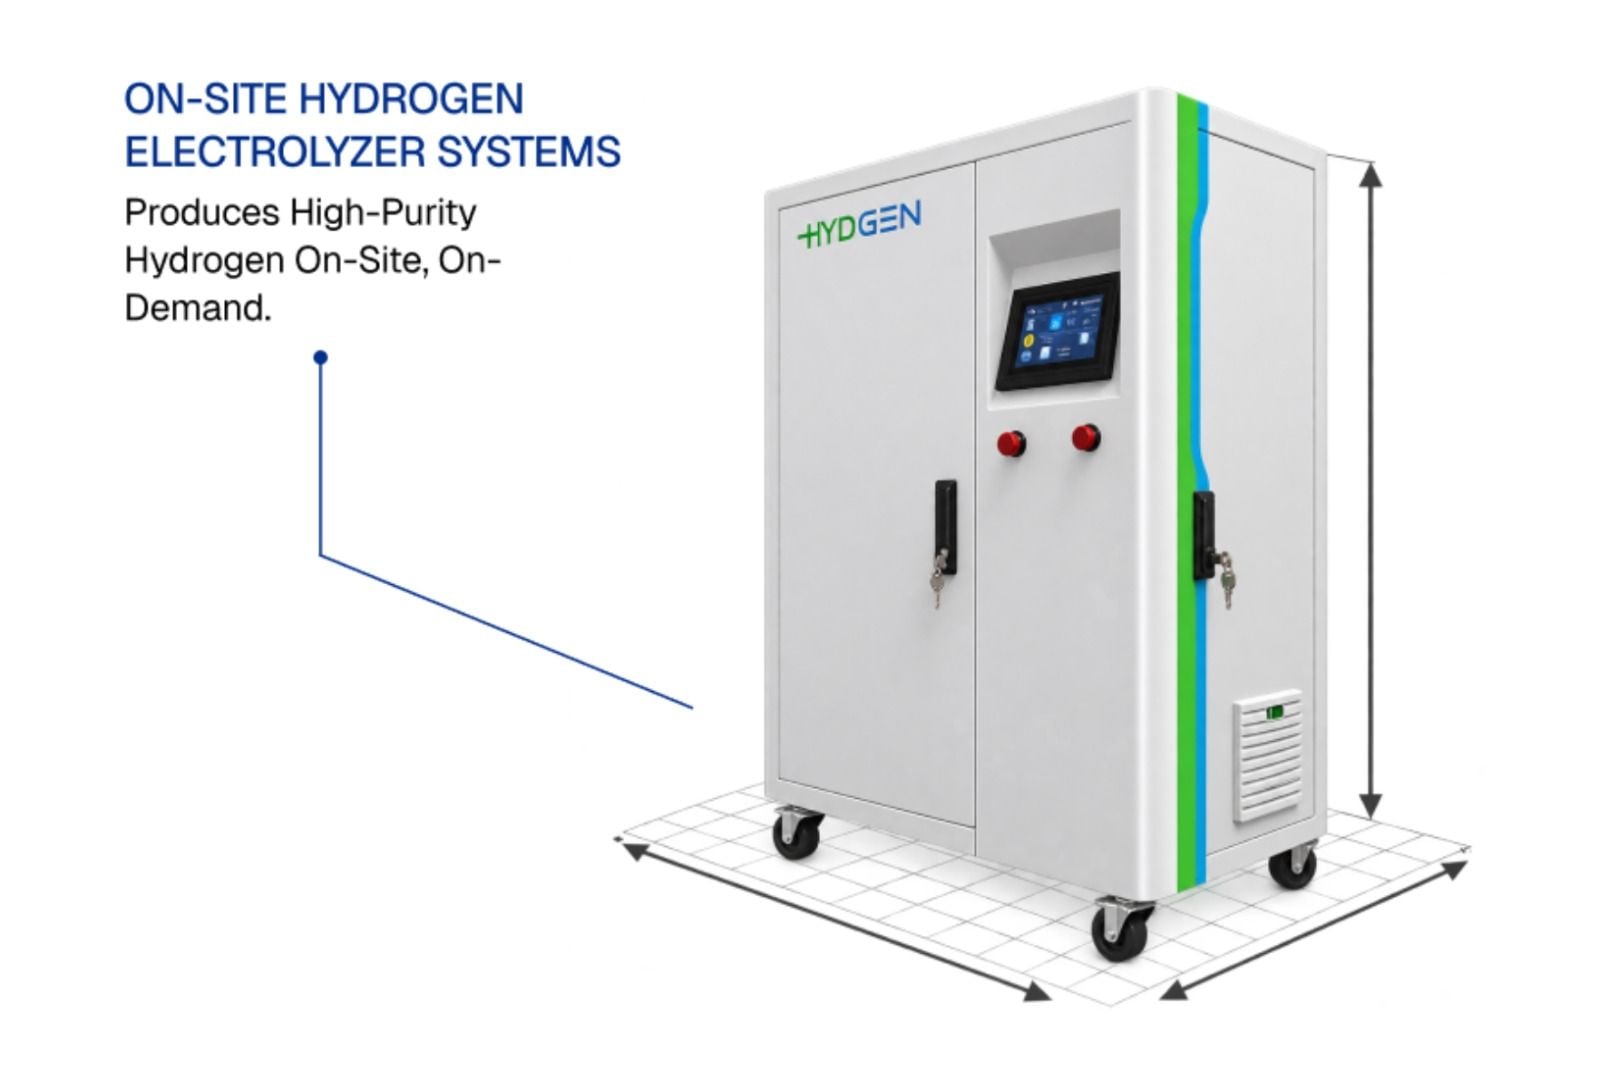 ON-SITE HYDROGEN
ELECTROLYZER SYSTEMS
Produces High-Purity
Hydrogen On-Site, On-
Demand.
HYDGEN